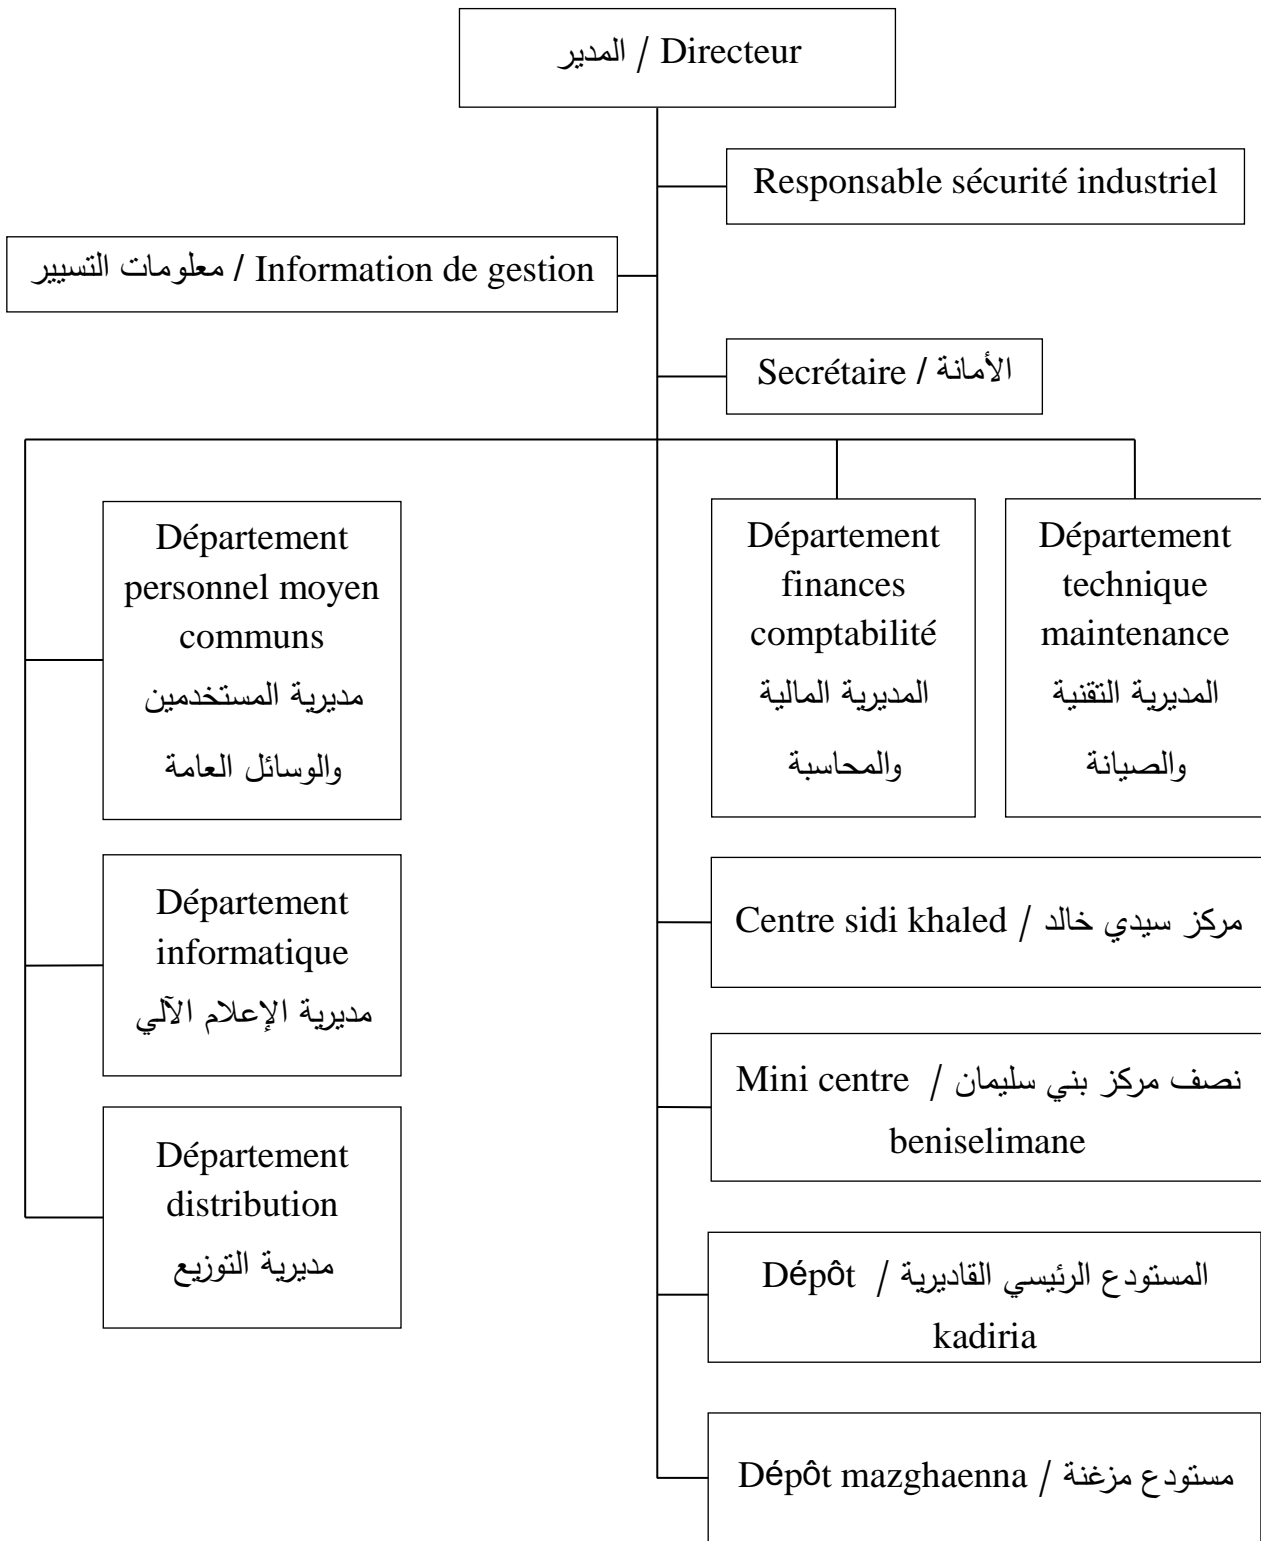 المدير / Directeur
Responsable sécurité industriel
معلومات التسيير / Information de gestion
Secrétaire / الأمانة
Département
personnel moyen
communs
مديرية المستخدمين
والوسائل العامة
Département
finances
comptabilité
المديرية المالية
والمحاسبة
Département
technique
maintenance
المديرية التقنية
والصيانة
Département
informatique
مديرية الإعلام الآلي
Département
distribution
مديرية التوزيع
Centre sidi khaled / مركز سيدي خالد
Mini centre / نصف مركز بني سليمان
beniselimane
Dépôt / المستودع الرئيسي القاديرية
kadiria
Dépôt mazghaenna / مستودع مزغنة